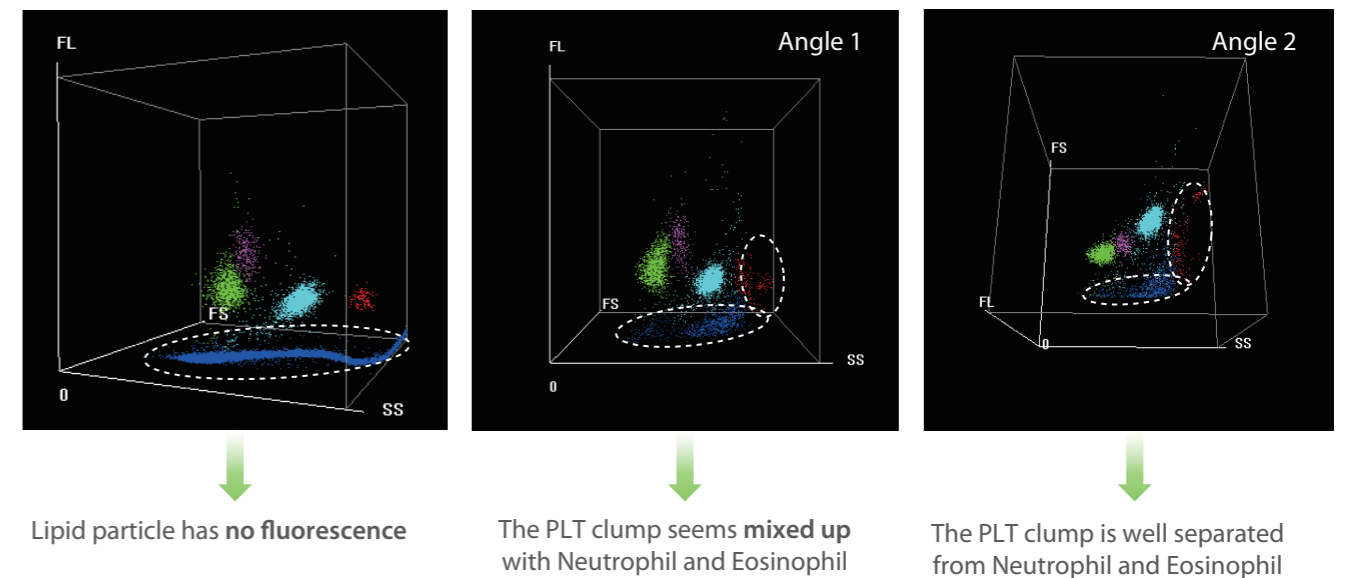 FL
FS
0
SS
Lipid particle has no fluorescence
Angle 1
FL
FS
SS
0
The PLT clump seems mixed up
with Neutrophil and Eosinophil
Angle 2
FS
FL
0
SS
The PLT clump is well separated
from Neutrophil and Eosinophil